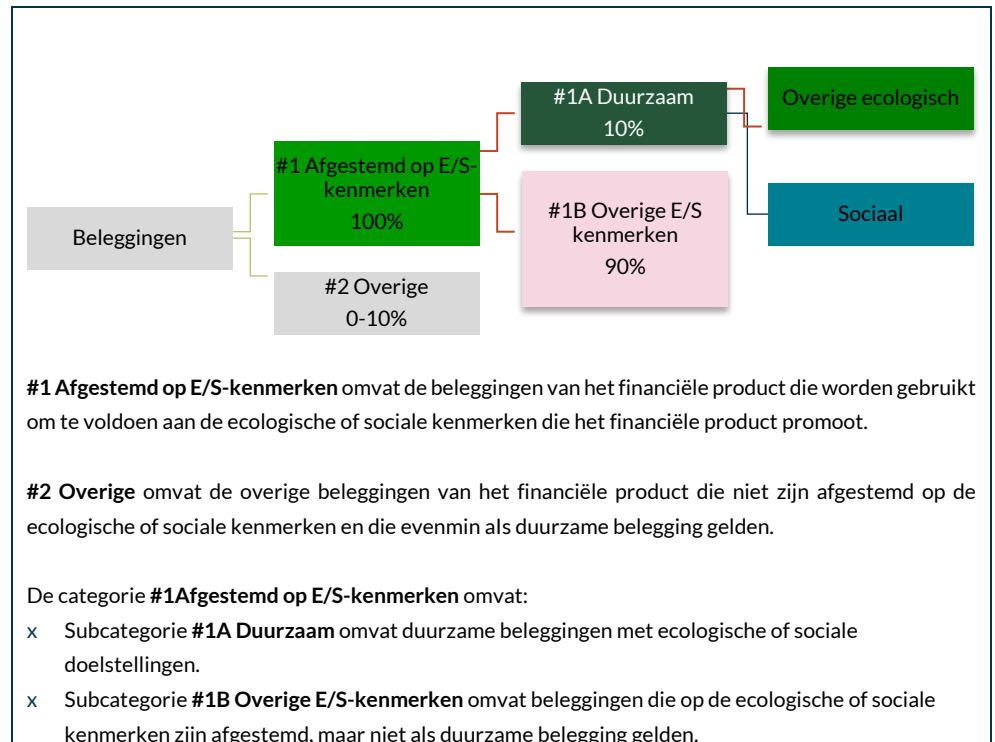 #1A Duurzaam
10%
Overige ecologisch
#1 Afgestemd op E/S-
kenmerken
100%
#1B Overige E/S
kenmerken
90%
Sociaal
Beleggingen
#2 Overige
0-10%
#1 Afgestemd op E/S-kenmerken omvat de beleggingen van het financiële product die worden gebruikt
om te voldoen aan de ecologische of sociale kenmerken die het financiële product promoot.
#2 Overige omvat de overige beleggingen van het financiële product die niet zijn afgestemd op de
ecologische of sociale kenmerken en die evenmin als duurzame belegging gelden.
De categorie #1Afgestemd op E/S-kenmerken omvat:
x Subcategorie #1A Duurzaam omvat duurzame beleggingen met ecologische of sociale
doelstellingen.
x Subcategorie #1B Overige E/S-kenmerken omvat beleggingen die op de ecologische of sociale
kenmerken zijn afgestemd, maar niet als duurzame belegging gelden.